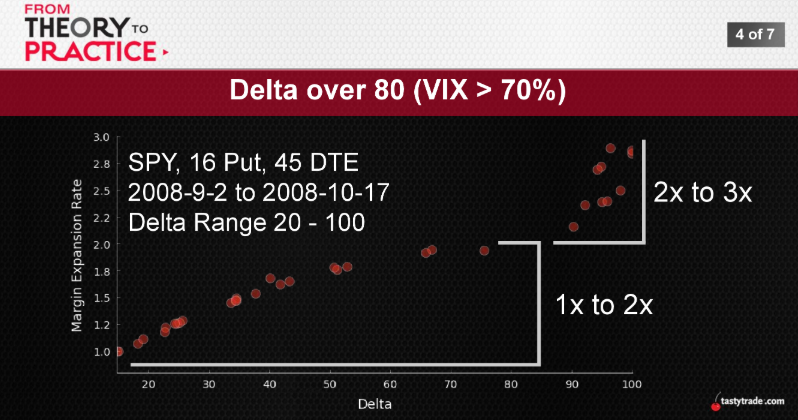 FROM
THEORY TO
PRACTICE
4 of 7
Delta over 80 (VIX > 70%)
SPY, 16 Put, 45 DTE
2008-9-2 to 2008-10-17
Delta Range 20 - 100
Margin Expansion Rate
3.0
2.8
2.5
2.2
2.0
1.8
1.5
1.2
1.0
2x to 3x
1x to 2x
20 30 40 50 60 70 80 90 100
Delta
tastytrade.com